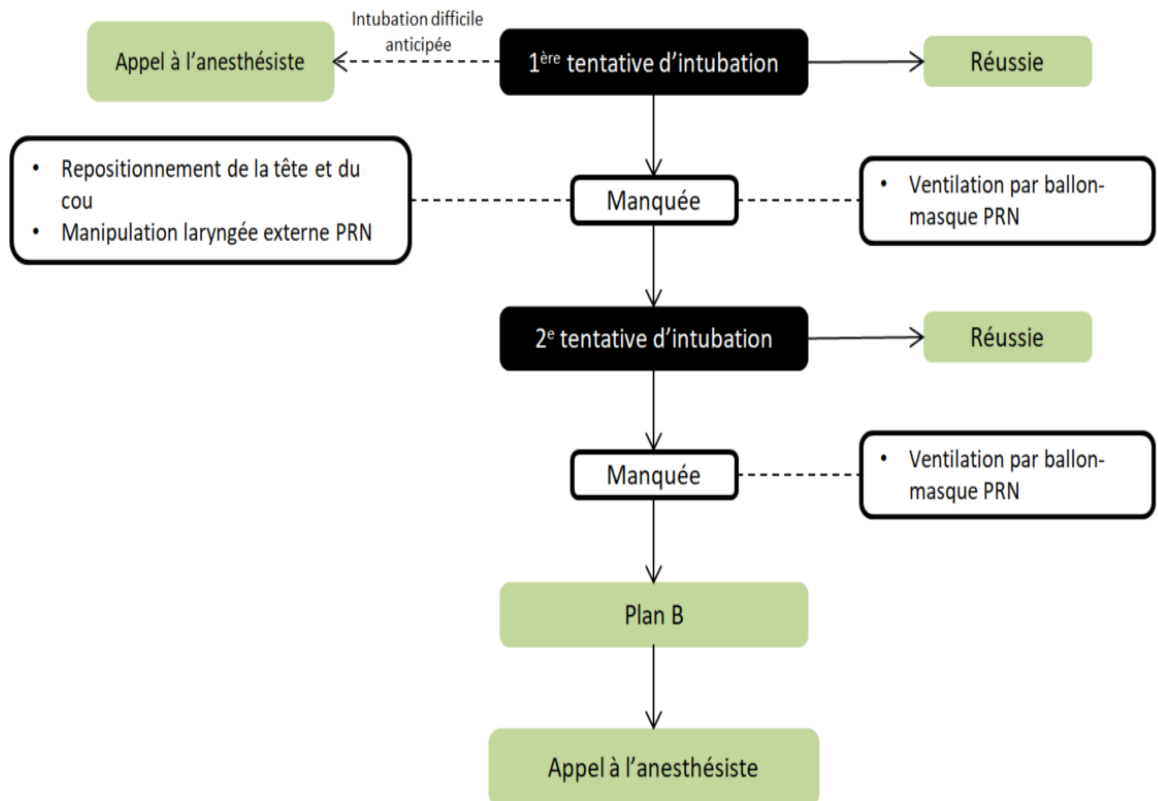 Intubation difficile
anticipée
Appel à l'anesthésiste
1ère tentative d'intubation
Réussie
• Repositionnement de la tête et du
cou
• Manipulation laryngée externe PRN
Manquée
• Ventilation par ballon-
masque PRN
2e tentative d'intubation
Réussie
Manquée
• Ventilation par ballon-
masque PRN
Plan B
Appel à l'anesthésiste